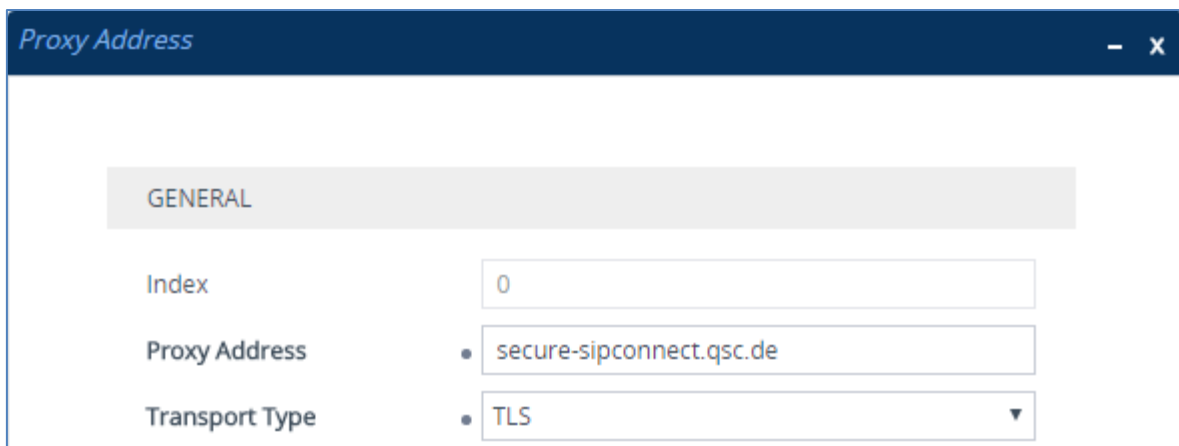 Proxy Address
– x
GENERAL
Index 0
Proxy Address secure-sipconnect.qsc.de
Transport Type TLS